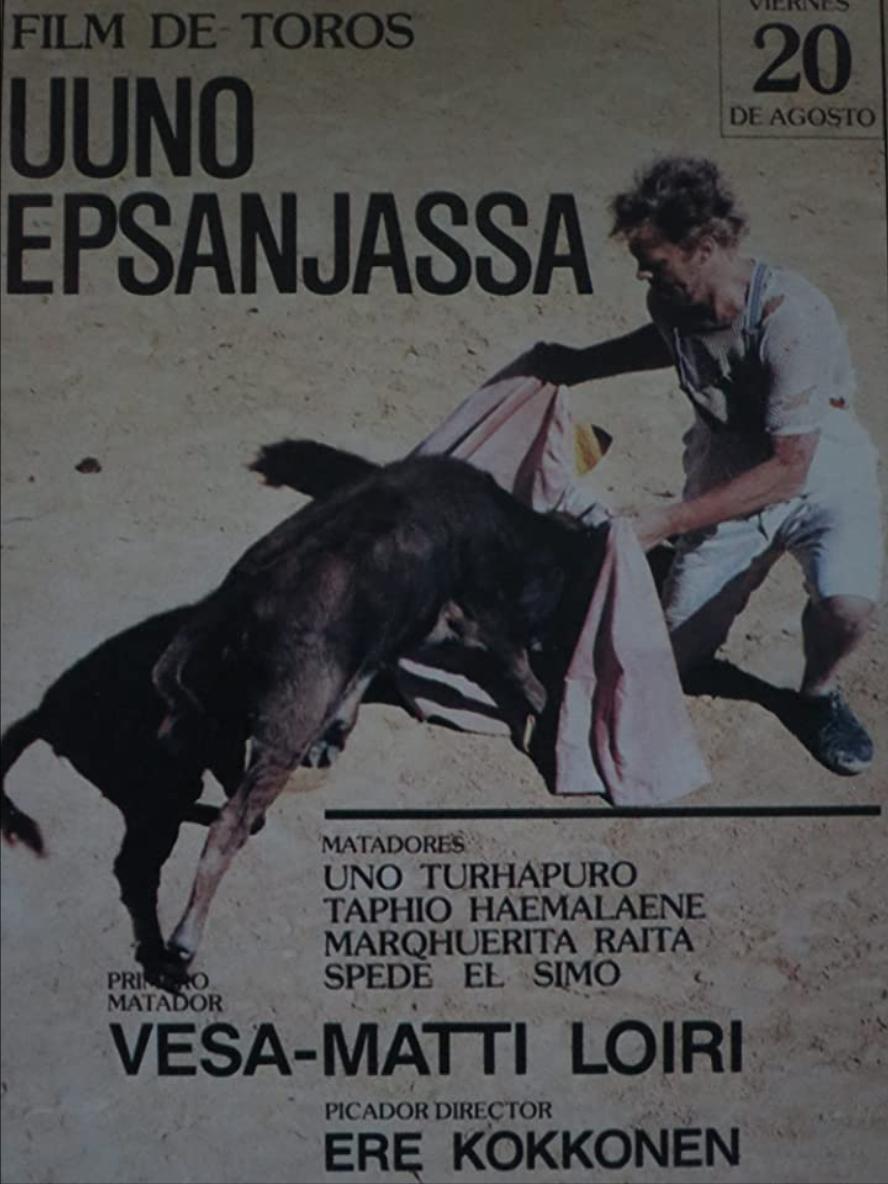 FILM DE TOROS
VIERNES
20
DE AGOSTO
UUNO
EPSANJASSA
MATADORES
UNO TURHAPURO
TAPHIO HAEMALAENE
MARQHUERITA RAITA
SPEDE EL SIMO
MATADOR
VESA-MATTI LOIRI
PICADOR DIRECTOR
ERE KOKKONEN